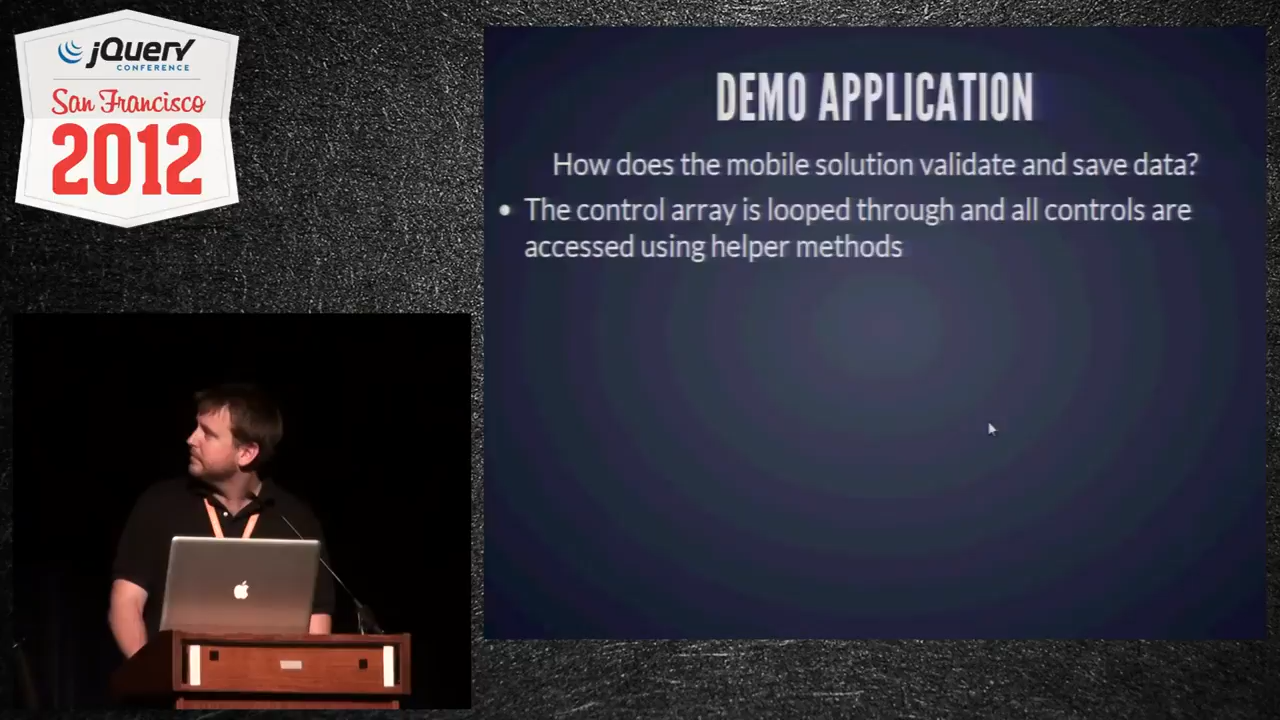 jQuery
CONFERENCE
San Francisco
2012
DEMO APPLICATION
How does the mobile solution validate and save data?
• The control array is looped through and all controls are
accessed using helper methods